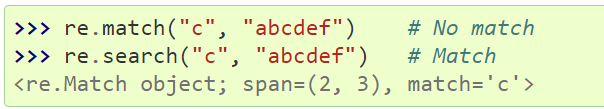 >>> re.match("c", "abcdef")    # No match
>>> re.search("c", "abcdef")   # Match
<re.Match object; span=(2, 3), match='c'>